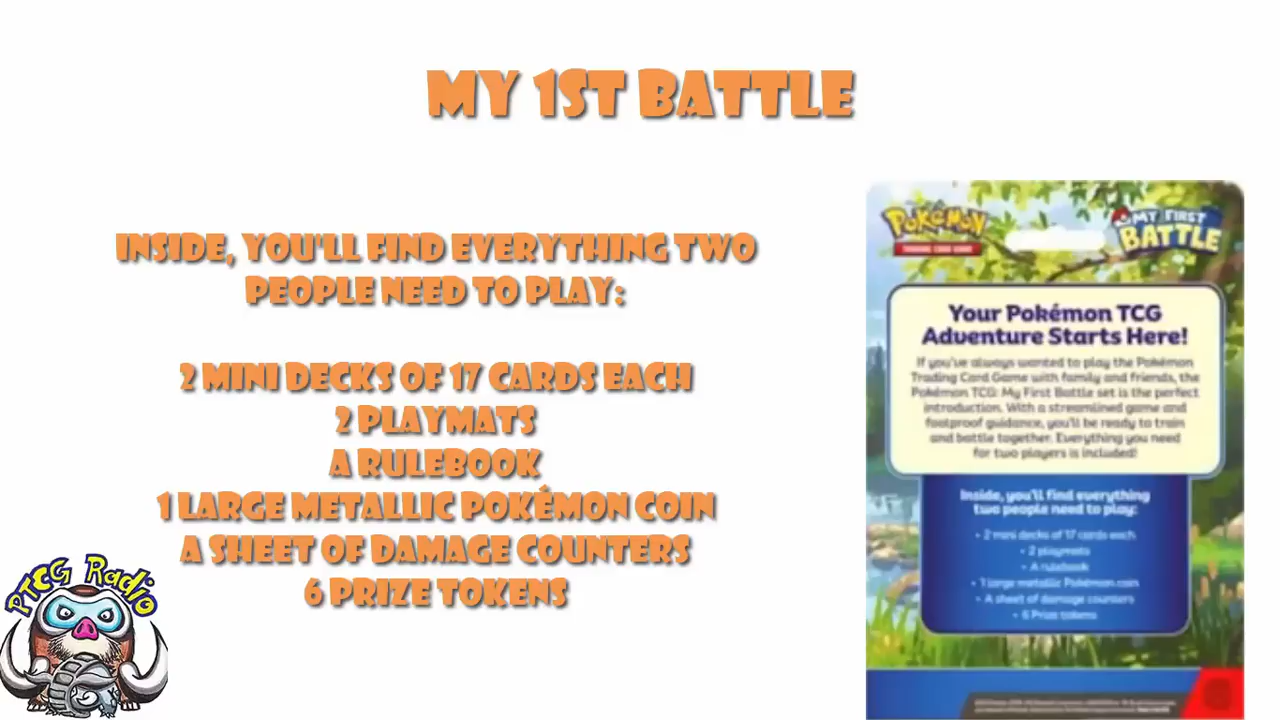 MY 1ST BATTLE
INSIDE, YOU'LL FIND EVERYTHING TWO
PEOPLE NEED TO PLAY:
2 MINI DECKS OF 17 CARDS EACH
2 PLAYMATS
A RULEBOOK
1 LARGE METALLIC POKÉMON COIN
A SHEET OF DAMAGE COUNTERS
6 PRIZE TOKENS
PTCG Radio
POKéMON
TRADING CARD GAME
MY FIRST
BATTLE
Your Pokémon TCG
Adventure Starts Here!
If you've always wanted to play the Pokémon
Trading Card Game with family and friends, the
Pokémon TCG: My First Battle set is the perfect
introduction. With a streamlined game and
foolproof guidance, you'll be ready to train
and battle together. Everything you need
for two players is included!
Inside, you'll find everything
two people need to play:
• 2 mini decks of 17 cards each
• 2 playmats
• A rulebook
• 1 large metallic Pokémon coin
• A sheet of damage counters
• 6 Prize tokens